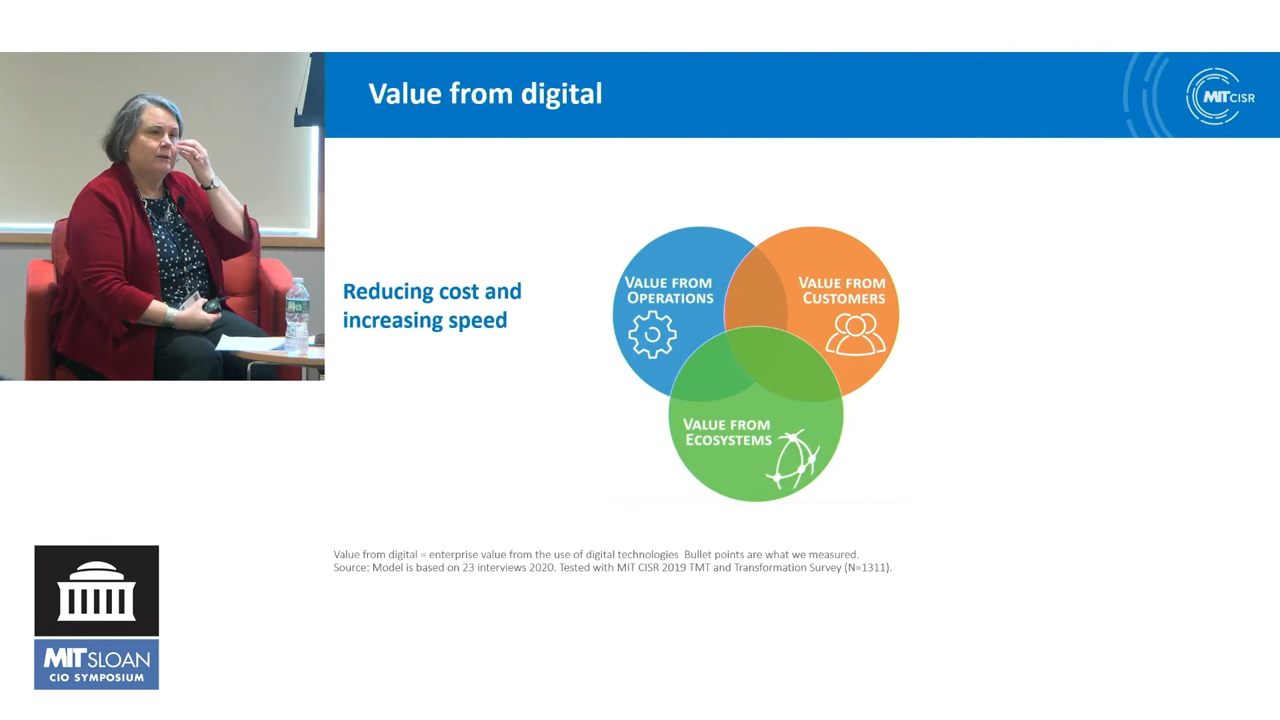 Value from digital
MIT CISR
Reducing cost and
increasing speed
VALUE FROM
OPERATIONS
VALUE FROM
CUSTOMERS
VALUE FROM
ECOSYSTEMS
Value from digital = enterprise value from the use of digital technologies Bullet points are what we measured.
Source: Model is based on 23 interviews 2020. Tested with MIT CISR 2019 TMT and Transformation Survey (N=1311).
MIT SLOAN
CIO SYMPOSIUM